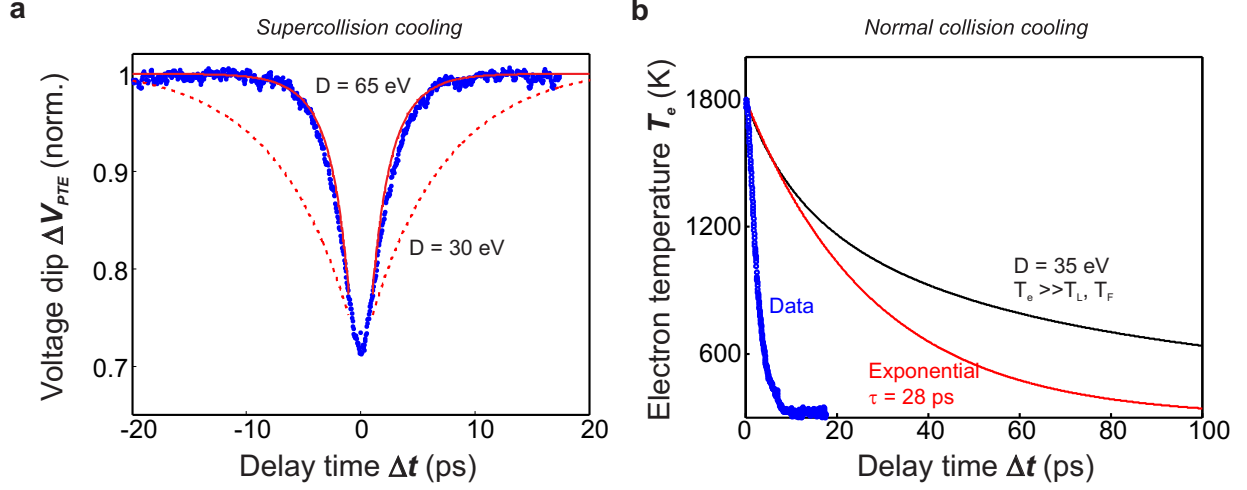 a
Supercollision cooling
Voltage dip ΔV_PTE (norm.)
1
0.9
0.8
0.7
D = 65 eV
D = 30 eV
-20
-10
0
10
20
Delay time Δt (ps)
b
Normal collision cooling
Electron temperature T_e (K)
1800
1200
600
D = 35 eV
T_e >>T_L, T_F
Data
Exponential
τ = 28 ps
0
20
40
60
80
100
Delay time Δt (ps)